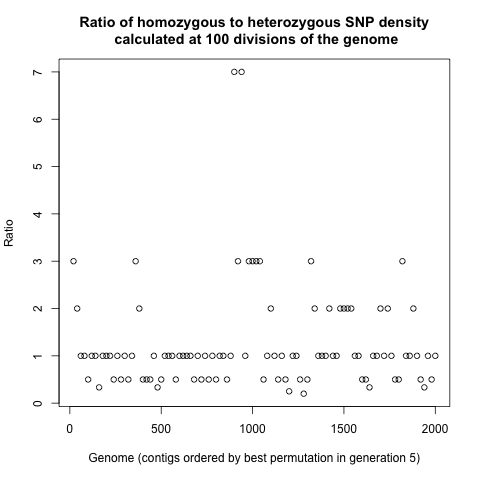 Ratio of homozygous to heterozygous SNP density
calculated at 100 divisions of the genome
Ratio
7
6
5
4
3
2
1
0
0 500 1000 1500 2000
Genome (contigs ordered by best permutation in generation 5)